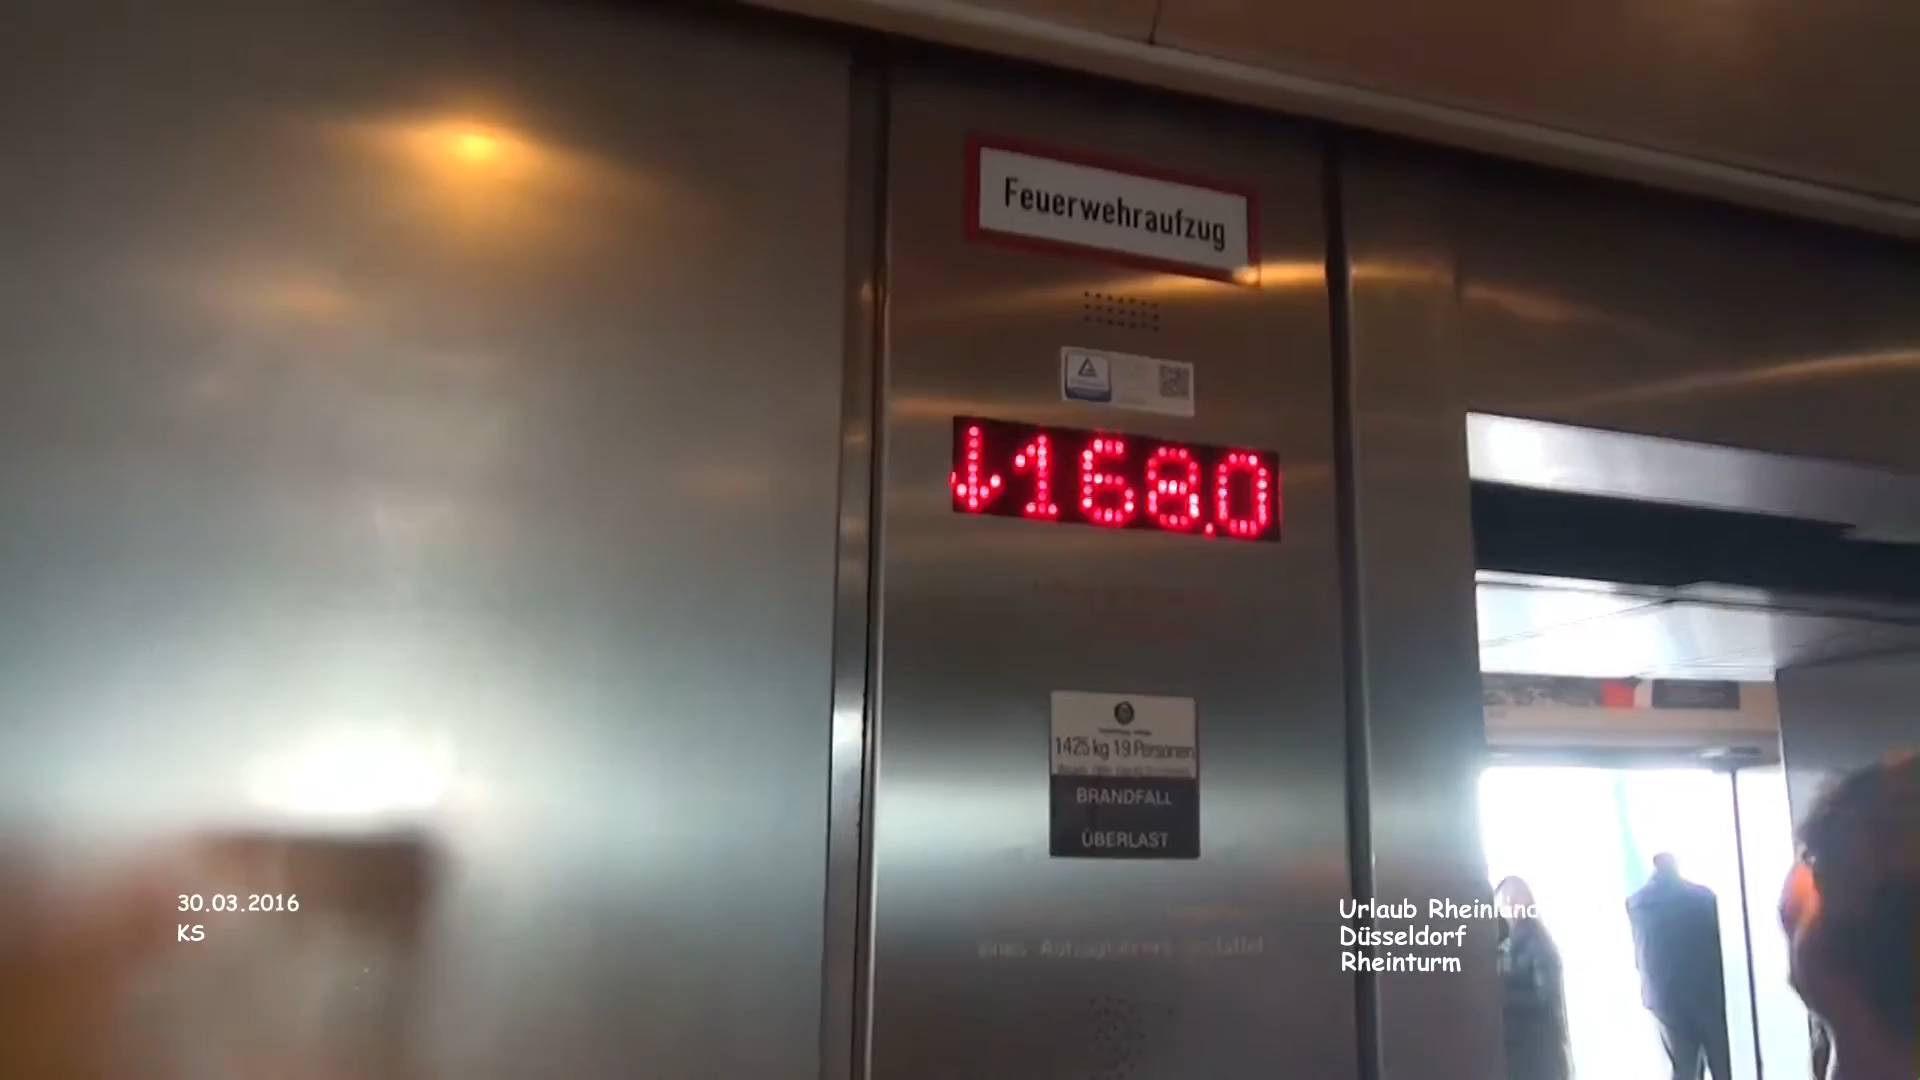 Feuerwehraufzug
↓168.0
1425 kg 19 Personen
BRANDFALL
ÜBERLAST
30.03.2016
KS
Urlaub Rheinland
Düsseldorf
Rheinturm